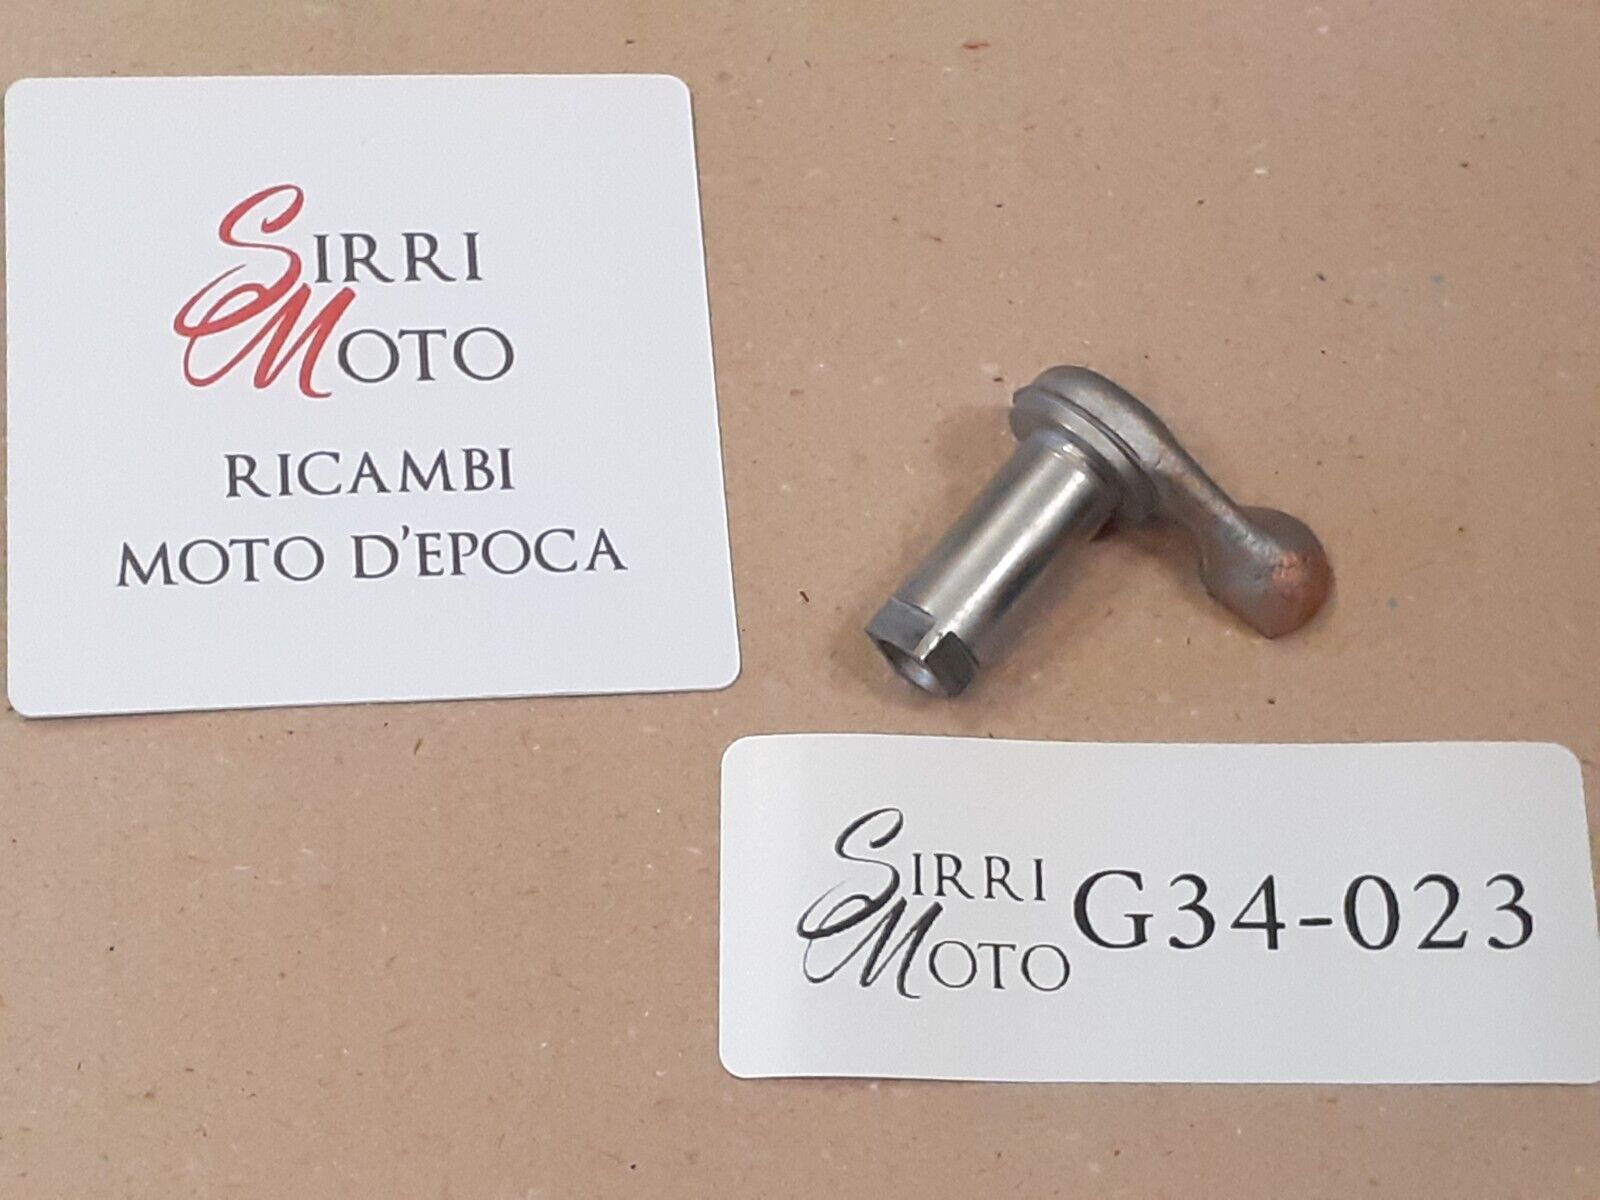 SIRRI
MOTO
RICAMBI
MOTO D'EPOCA
SIRRI
MOTO
G34-023